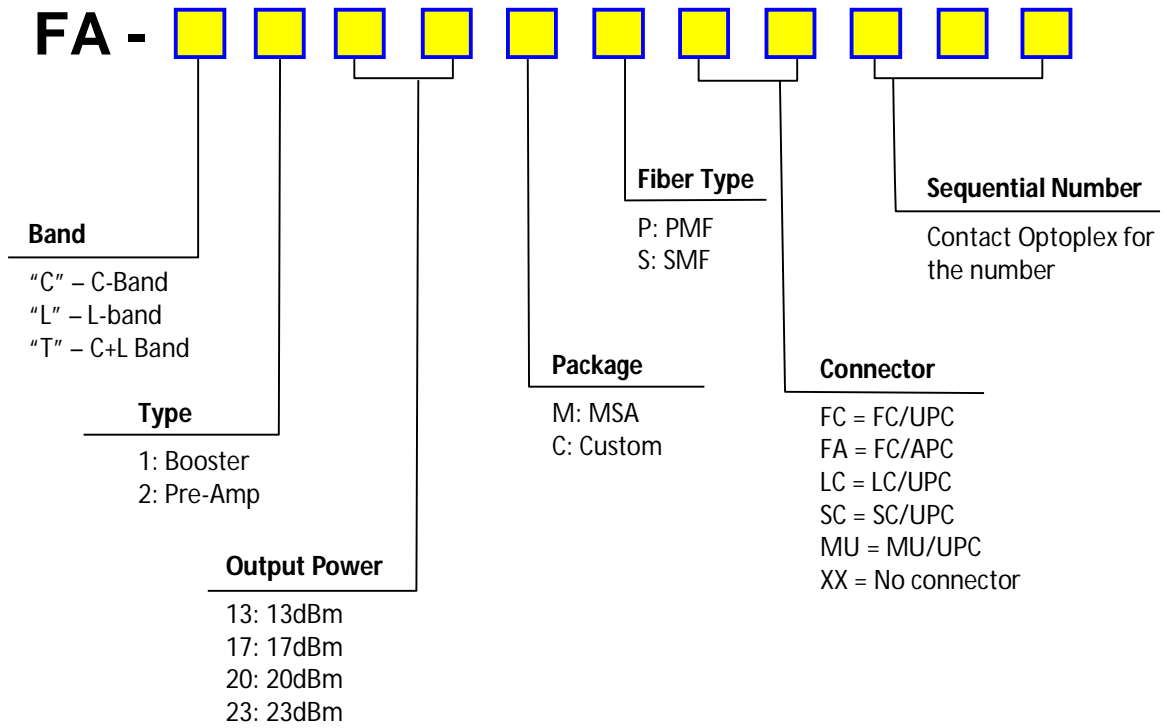 FA -
Fiber Type
P: PMF
S: SMF
Sequential Number
Contact Optoplex for
the number
Band
“C” – C-Band
“L” – L-band
“T” – C+L Band
Package
M: MSA
C: Custom
Connector
FC = FC/UPC
FA = FC/APC
LC = LC/UPC
SC = SC/UPC
MU = MU/UPC
XX = No connector
Type
1: Booster
2: Pre-Amp
Output Power
13: 13dBm
17: 17dBm
20: 20dBm
23: 23dBm